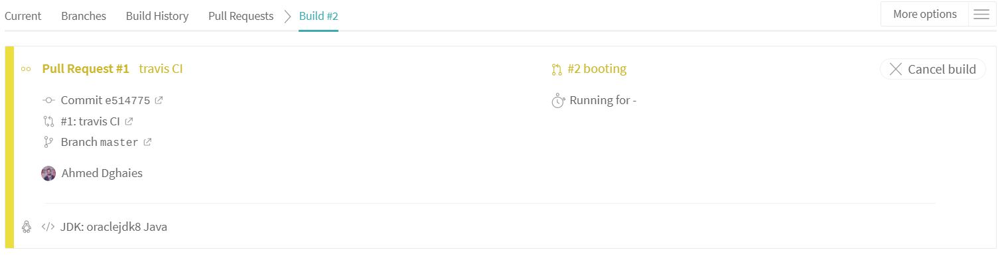 Current Branches Build History Pull Requests Build #2 More options
Pull Request #1 travis CI #2 booting Cancel build
Commit e514775 Running for -
#1: travis CI
Branch master
Ahmed Dghaies
</> JDK: oraclejdk8 Java